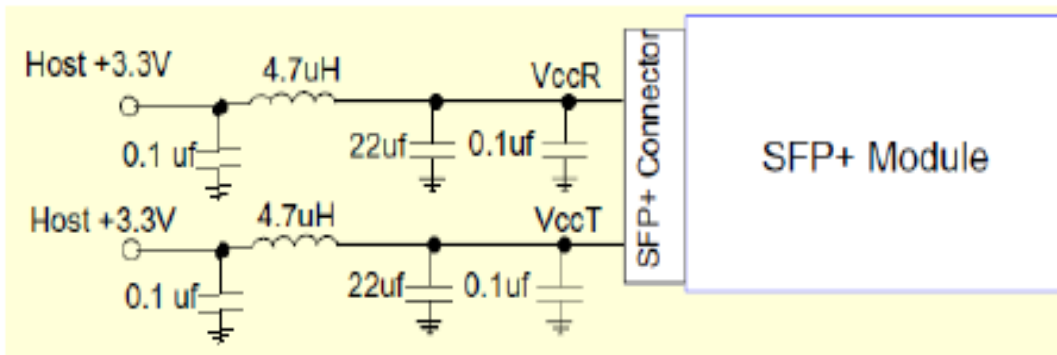 Host +3.3V
4.7uH
VccR
0.1 uf
22uf
0.1uf
Host +3.3V
4.7uH
VccT
0.1 uf
22uf
0.1uf
SFP+ Connector
SFP+ Module